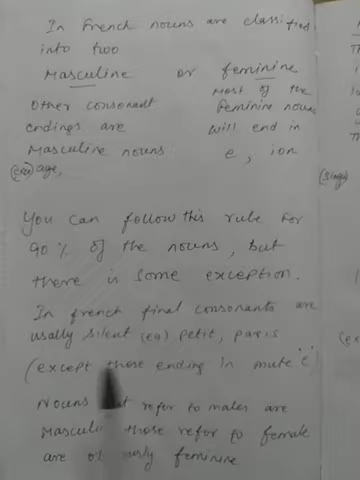 In French nouns are classified
into two
Masculine or feminine
Other consonant
endings are
Masculine nouns
age,
Most of the
Feminine nouns
will end in
e, ion
(sing)
You can follow this rule for
90% of the nouns, but
there is some exception.
In french final consonants are
usally silent (eg) petit, paris
(except those ending in mute 'e')
Nouns that refer to males are
Masculine those refer to female
are feminine